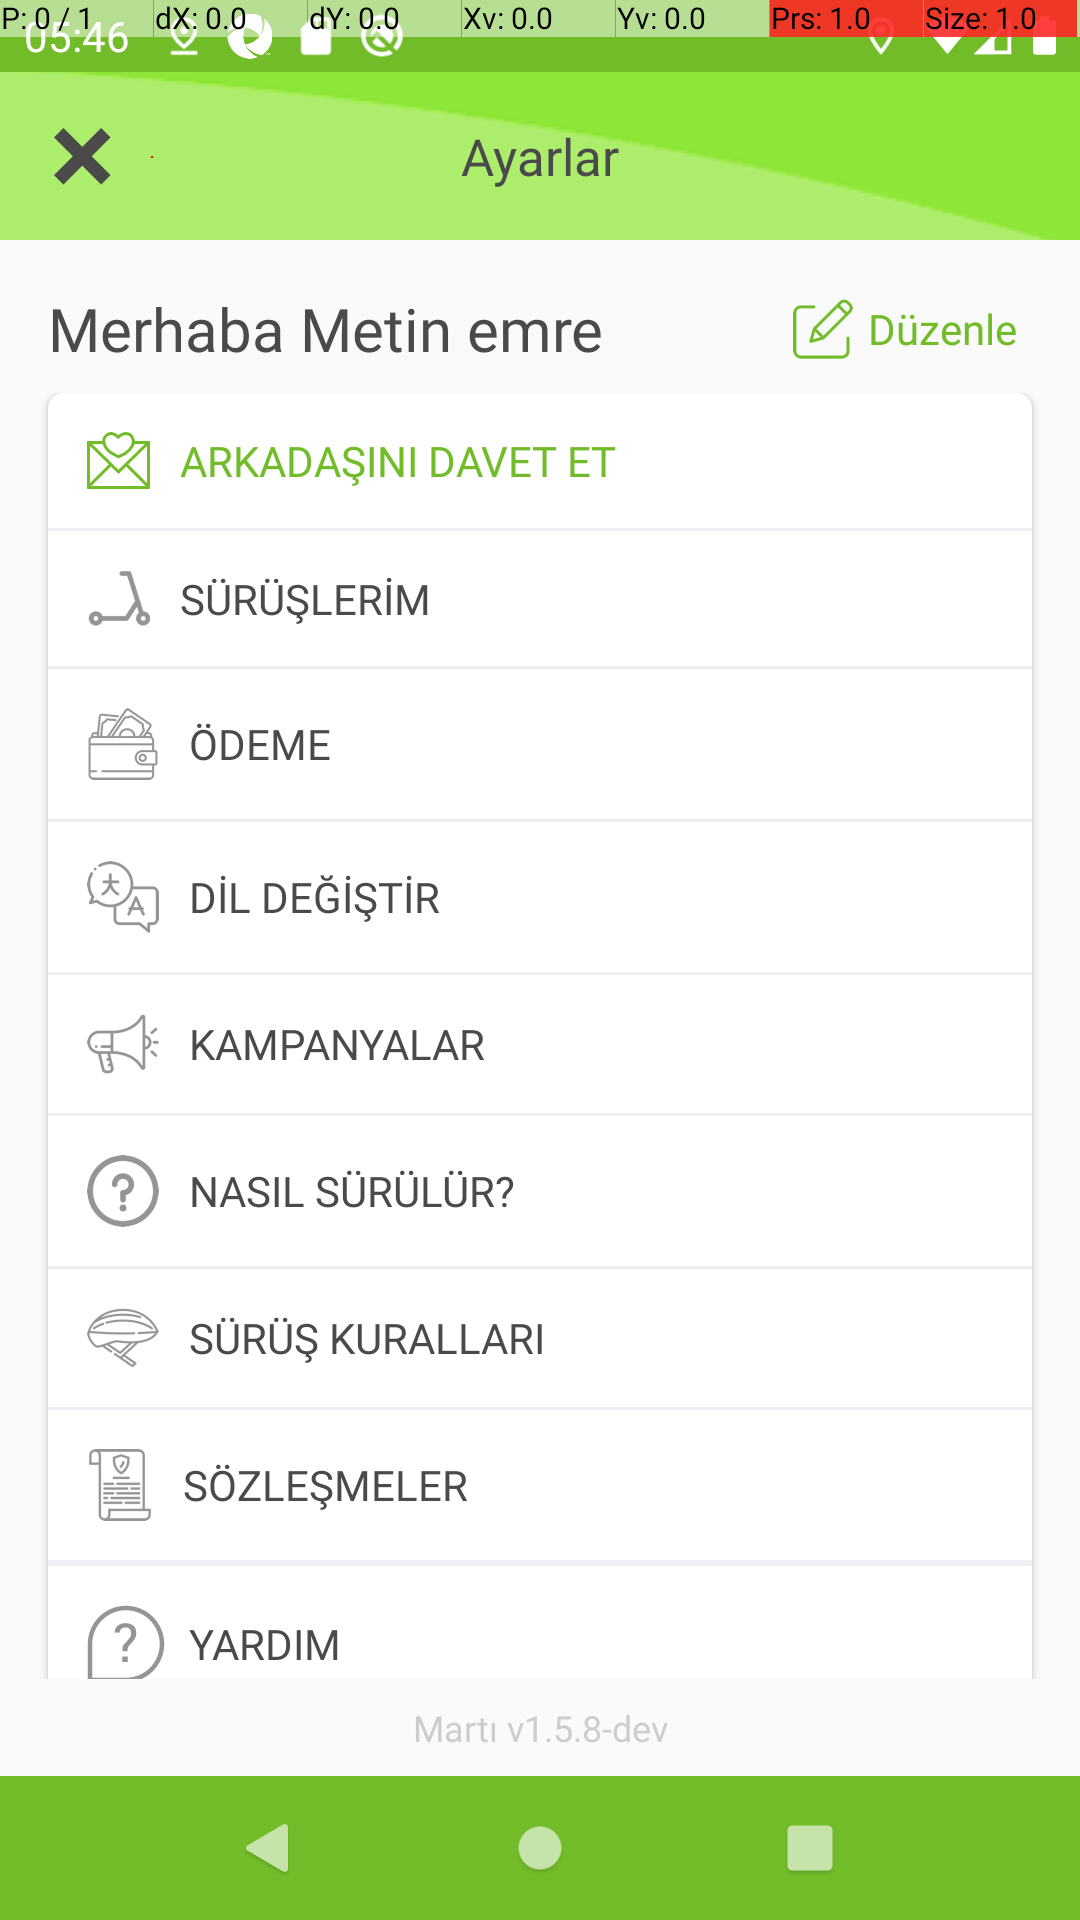 P: 0 / 1 dX: 0.0 dY: 0.0 Xv: 0.0 Yv: 0.0 Prs: 1.0 Size: 1.0
05:46
Ayarlar
Merhaba Metin emre
Düzenle
ARKADAŞINI DAVET ET
SÜRÜŞLERİM
ÖDEME
DİL DEĞİŞTİR
KAMPANYALAR
NASIL SÜRÜLÜR?
SÜRÜŞ KURALLARI
SÖZLEŞMELER
YARDIM
Martı v1.5.8-dev